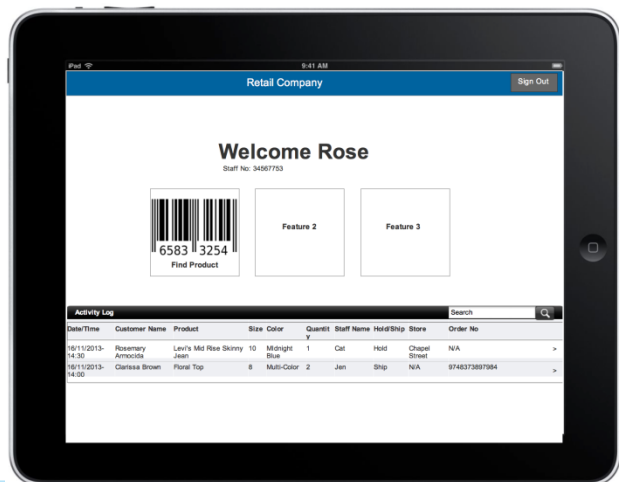 iPad 9:41 AM
Retail Company Sign Out
Welcome Rose
Staff No: 34567753
6583 3254
Find Product
Feature 2
Feature 3
Activity Log Search
Date/Time Customer Name Product Size Color Quantit Staff Name Hold/Ship Store Order No
y
16/11/2013- Rosemary Levi's Mid Rise Skinny 10 Midnight 1 Cat Hold Chapel N/A >
14:30 Armocida Jean Blue Street
16/11/2013- Clarissa Brown Floral Top 8 Multi-Color 2 Jen Ship N/A 9748373897984 >
14:00